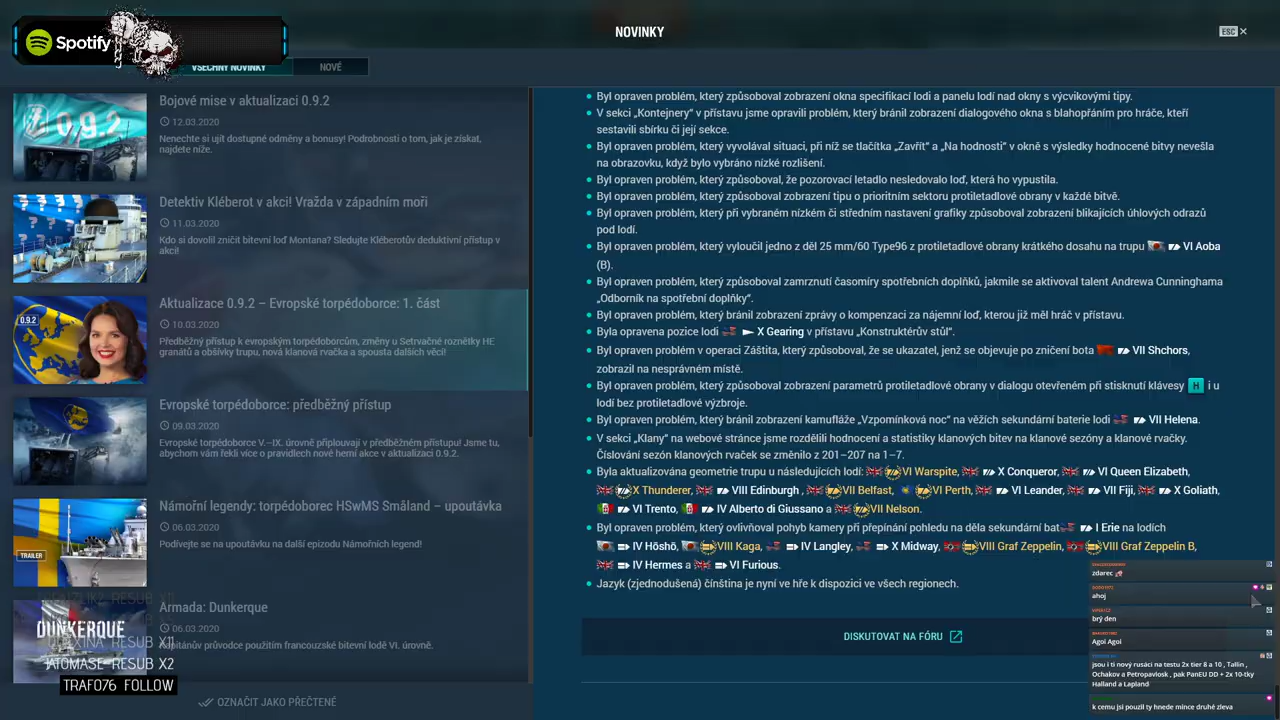 Spotify
NOVINKY
ESC ×
VŠECHNY NOVINKY
NOVÉ
Bojové mise v aktualizaci 0.9.2
12.03.2020
Nenechte si ujít dostupné odměny a bonusy! Podrobnosti o tom, jak je získat,
najdete níže.
0.9.2
Detektiv Kléberot v akci! Vražda v západním moři
11.03.2020
Kdo si dovolil zničit bitevní loď Montana? Sledujte Kléberotův deduktivní přístup v
akci!
Aktualizace 0.9.2 – Evropské torpédoborce: 1. část
0.9.2
10.03.2020
Předběžný přístup k evropským torpédoborcům, změny u Setrvačné roznětky HE
granátů a obšívky trupu, nová klanová rvačka a spousta dalších věcí!
Evropské torpédoborce: předběžný přístup
09.03.2020
Evropské torpédoborce V.–IX. úrovně připlouvají v předběžném přístupu! Jsme tu,
abychom vám řekli více o pravidlech nové herní akce v aktualizaci 0.9.2.
Námořní legendy: torpédoborec HSwMS Småland – upoutávka
06.03.2020
Podívejte se na upoutávku na další epizodu Námořních legend!
TRAILER
Armada: Dunkerque
06.03.2020
DUNKERQUE
Kapitánův průvodce použitím francouzské bitevní lodě VI. úrovně.
RESUB X11
RESUB X11
JATOMASE RESUB X2
TRAFO76 FOLLOW
OZNAČIT JAKO PŘEČTENÉ
Byl opraven problém, který způsoboval zobrazení okna specifikací lodi a panelu lodí nad okny s výcvikovými tipy.
V sekci „Kontejnery“ v přístavu jsme opravili problém, který bránil zobrazení dialogového okna s blahopřáním pro hráče, kteří
sestavili sbírku či její sekce.
Byl opraven problém, který vyvolával situaci, při níž se tlačítka „Zavřít“ a „Na hodnosti“ v okně s výsledky hodnocené bitvy nevešla
na obrazovku, když bylo vybráno nízké rozlišení.
Byl opraven problém, který způsoboval, že pozorovací letadlo nesledovalo loď, která ho vypustila.
Byl opraven problém, který způsoboval zobrazení tipu o prioritním sektoru protiletadlové obrany v každé bitvě.
Byl opraven problém, který při vybraném nízkém či středním nastavení grafiky způsoboval zobrazení blikajících úhlových odrazů
pod lodí.
Byl opraven problém, který vyloučil jedno z děl 25 mm/60 Type96 z protiletadlové obrany krátkého dosahu na trupu VI Aoba
(B).
Byl opraven problém, který způsoboval zamrznutí časomíry spotřebních doplňků, jakmile se aktivoval talent Andrewa Cunninghama
„Odborník na spotřební doplňky“.
Byl opraven problém, který bránil zobrazení zprávy o kompenzaci za nájemní loď, kterou již měl hráč v přístavu.
Byla opravena pozice lodi X Gearing v přístavu „Konstruktérův stůl“.
Byl opraven problém v operaci Záštita, který způsoboval, že se ukazatel, jenž se objevuje po zničení bota VII Shchors,
zobrazil na nesprávném místě.
Byl opraven problém, který způsoboval zobrazení parametrů protiletadlové obrany v dialogu otevřeném při stisknutí klávesy H i u
lodí bez protiletadlové výzbroje.
Byl opraven problém, který bránil zobrazení kamufláže „Vzpomínková noc“ na věžích sekundární baterie lodi VII Helena.
V sekci „Klany“ na webové stránce jsme rozdělili hodnocení a statistiky klanových bitev na klanové sezóny a klanové rvačky.
Číslování sezón klanových rvaček se změnilo z 201–207 na 1–7.
Byla aktualizována geometrie trupu u následujících lodí: VI Warspite, X Conqueror, VI Queen Elizabeth,
X Thunderer, VIII Edinburgh , VII Belfast, VI Perth, VI Leander, VII Fiji, X Goliath,
VI Trento, IV Alberto di Giussano a VII Nelson.
Byl opraven problém, který ovlivňoval pohyb kamery při přepínání pohledu na děla sekundární bat I Erie na lodích
IV Hōshō, VIII Kaga, IV Langley, X Midway, VIII Graf Zeppelin, VIII Graf Zeppelin B,
IV Hermes a VI Furious.
Jazyk (zjednodušená) čínština je nyní ve hře k dispozici ve všech regionech.
DISKUTOVAT NA FÓRU
zdarec
ahoj
brý den
Agoi Agoi
jsou i tí nový rusáci na testu 2x tier 8 a 10 , Tallin ,
Ochakov a Petropavlosk , pak PanEU DD + 2x 10-tky
Halland a Lapland
k cemu jsi pouzil ty hnede mince druhé zleva